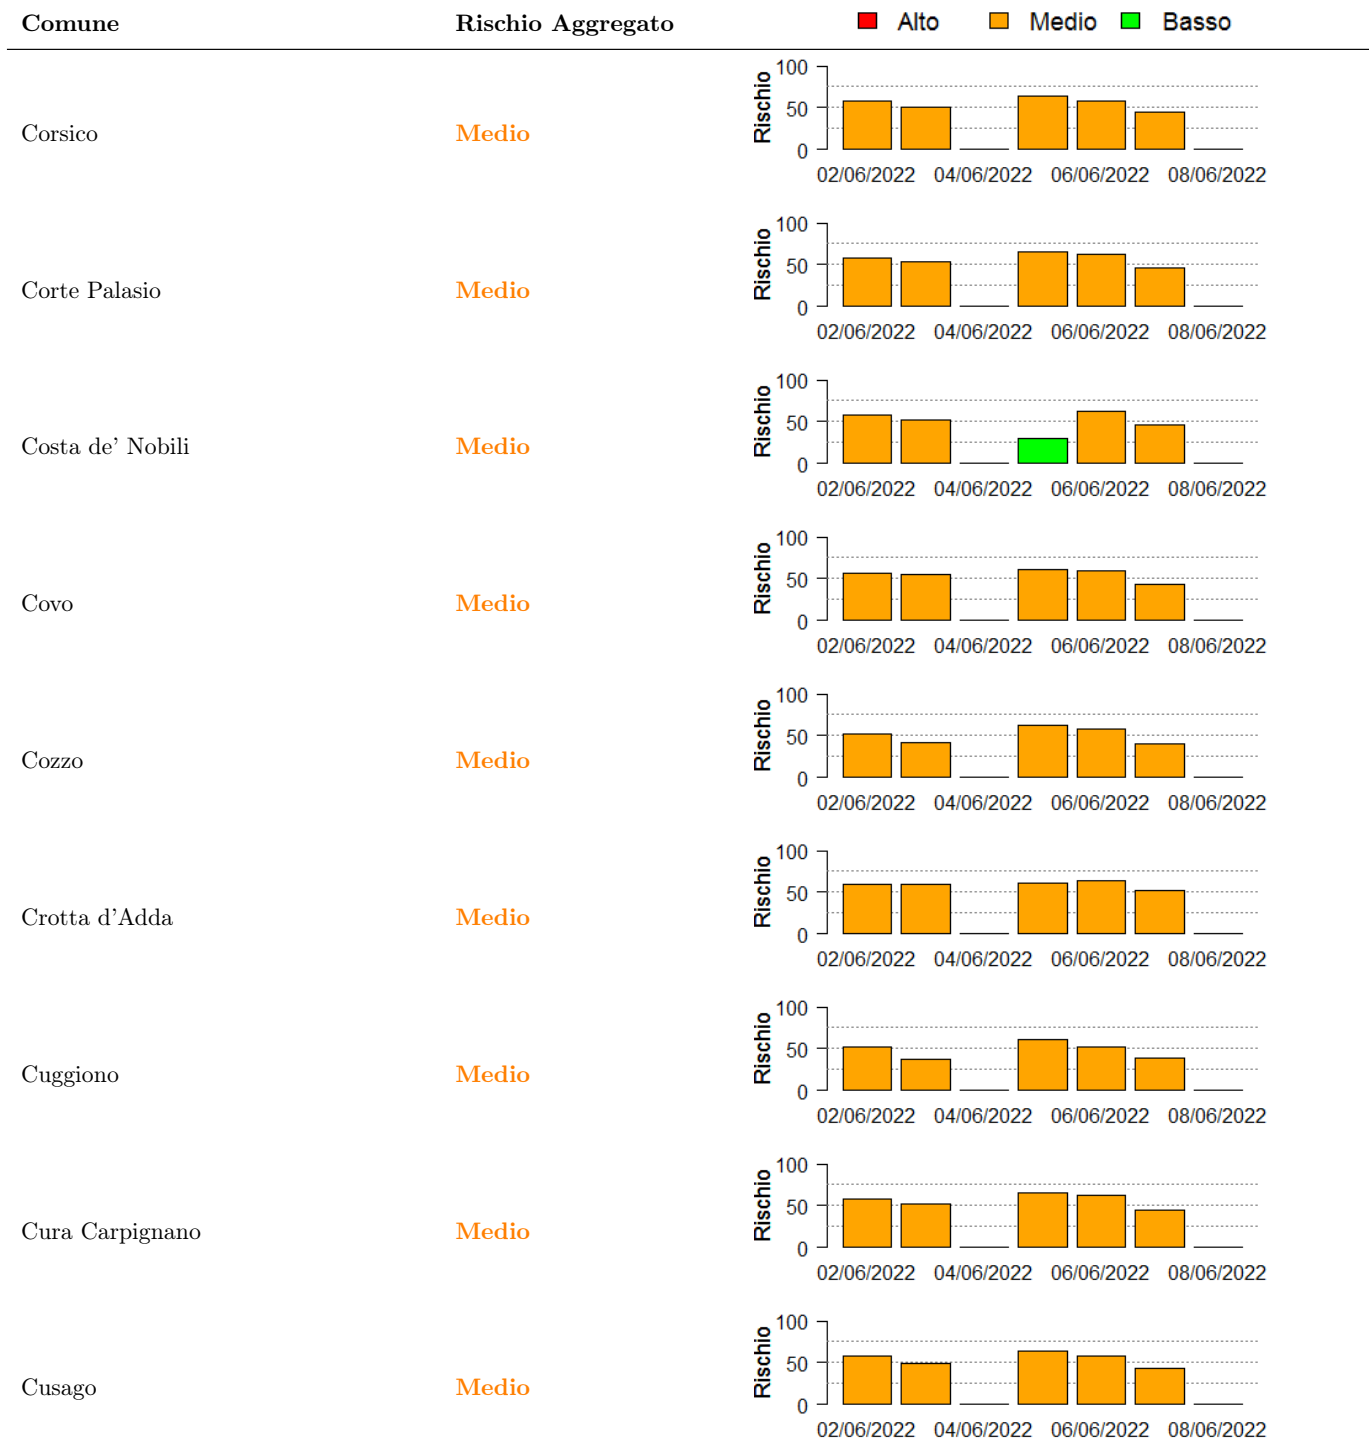 Comune Rischio Aggregato Alto Medio Basso
Corsico Medio
Rischio
100
50
0
02/06/2022 04/06/2022 06/06/2022 08/06/2022
Corte Palasio Medio
Rischio
100
50
0
02/06/2022 04/06/2022 06/06/2022 08/06/2022
Costa de' Nobili Medio
Rischio
100
50
0
02/06/2022 04/06/2022 06/06/2022 08/06/2022
Covo Medio
Rischio
100
50
0
02/06/2022 04/06/2022 06/06/2022 08/06/2022
Cozzo Medio
Rischio
100
50
0
02/06/2022 04/06/2022 06/06/2022 08/06/2022
Crotta d'Adda Medio
Rischio
100
50
0
02/06/2022 04/06/2022 06/06/2022 08/06/2022
Cuggiono Medio
Rischio
100
50
0
02/06/2022 04/06/2022 06/06/2022 08/06/2022
Cura Carpignano Medio
Rischio
100
50
0
02/06/2022 04/06/2022 06/06/2022 08/06/2022
Cusago Medio
Rischio
100
50
0
02/06/2022 04/06/2022 06/06/2022 08/06/2022